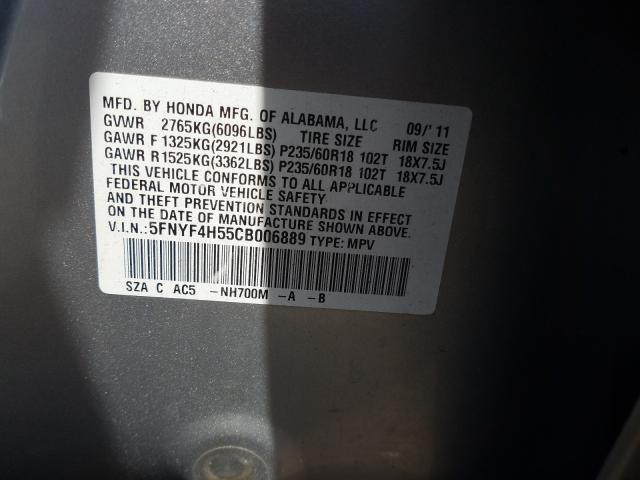 MFD. BY HONDA MFG. OF ALABAMA, LLC 09/'11
GVWR 2765KG(6096LBS) TIRE SIZE RIM SIZE
GAWR F 1325KG(2921LBS) P235/60R18 102T 18X7.5J
GAWR R 1525KG(3362LBS) P235/60R18 102T 18X7.5J
THIS VEHICLE CONFORMS TO ALL APPLICABLE
FEDERAL MOTOR VEHICLE SAFETY
AND THEFT PREVENTION STANDARDS IN EFFECT
ON THE DATE OF MANUFACTURE SHOWN ABOVE.
V.I.N.:5FNYF4H55CB006889 TYPE: MPV
SZA C AC5 -NH700M -A -B